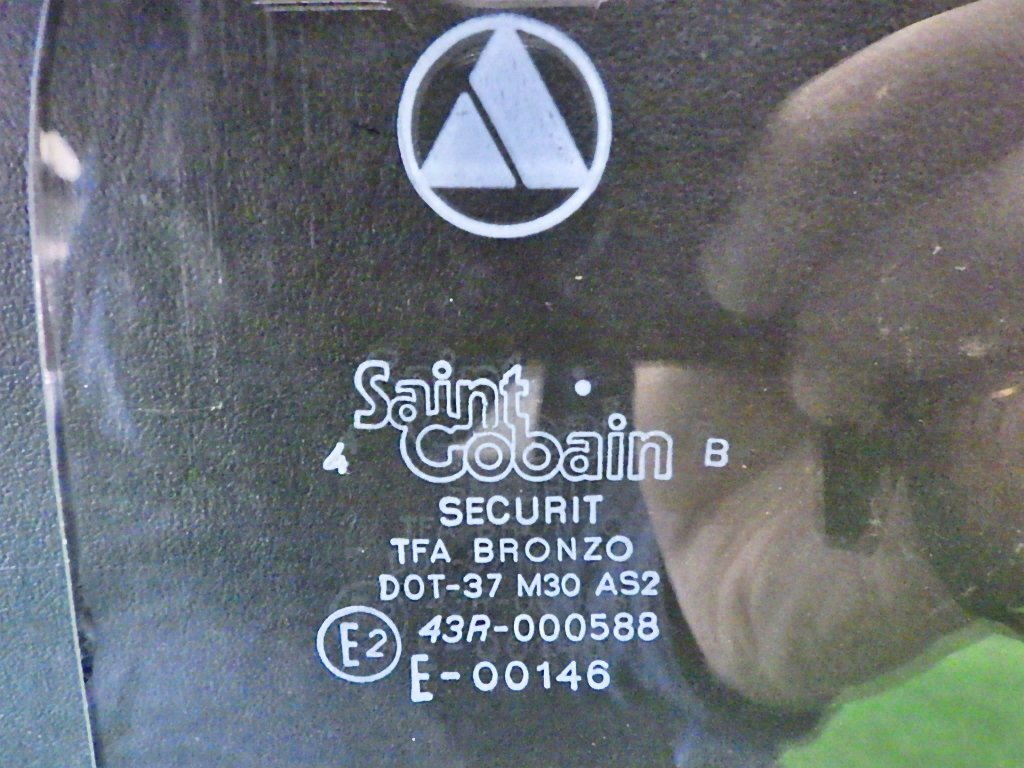 Saint
4 Gobain B
SECURIT
TFA BRONZO
DOT-37 M30 AS2
E2 43R-000588
E-00146